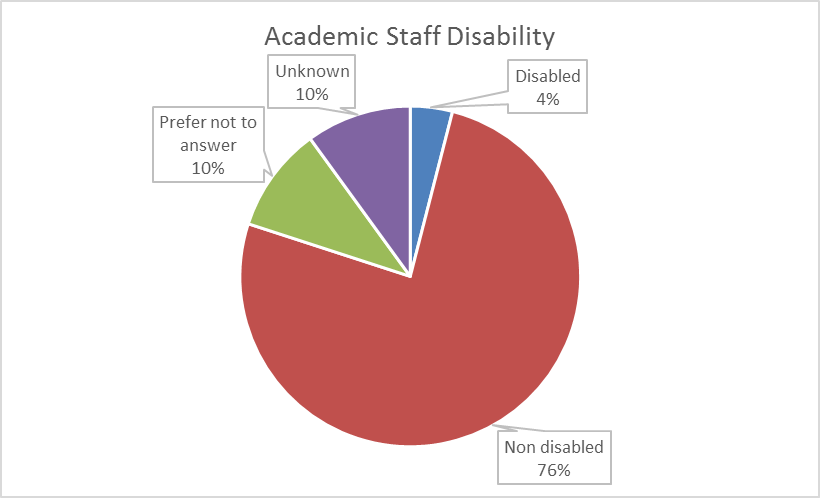 Academic Staff Disability
Unknown
10%
Disabled
4%
Prefer not to
answer
10%
Non disabled
76%